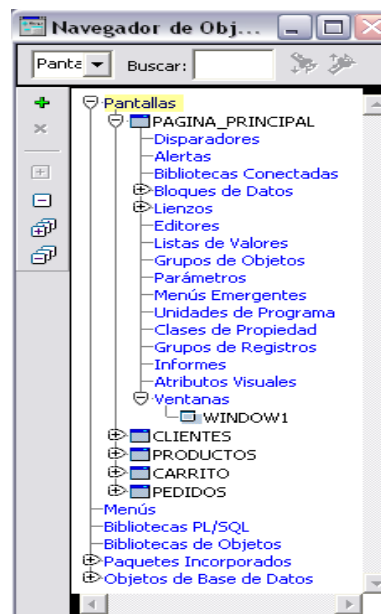 Navegador de Obj...
Panta Buscar:
Pantallas
PAGINA_PRINCIPAL
Disparadores
Alertas
Bibliotecas Conectadas
Bloques de Datos
Lienzos
Editores
Listas de Valores
Grupos de Objetos
Parámetros
Menús Emergentes
Unidades de Programa
Clases de Propiedad
Grupos de Registros
Informes
Atributos Visuales
Ventanas
WINDOW1
CLIENTES
PRODUCTOS
CARRITO
PEDIDOS
Menús
Bibliotecas PL/SQL
Bibliotecas de Objetos
Paquetes Incorporados
Objetos de Base de Datos